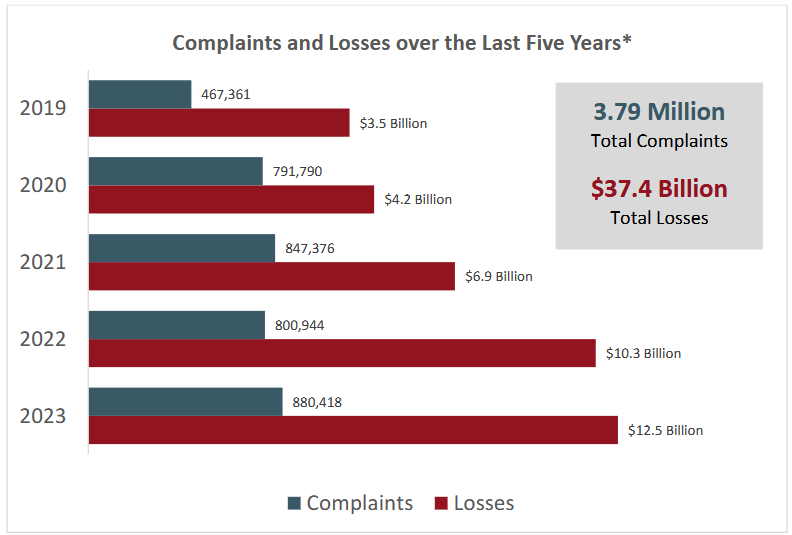 Complaints and Losses over the Last Five Years*
2019
467,361
$3.5 Billion
2020
791,790
$4.2 Billion
2021
847,376
$6.9 Billion
2022
800,944
$10.3 Billion
2023
880,418
$12.5 Billion
3.79 Million
Total Complaints
$37.4 Billion
Total Losses
Complaints Losses